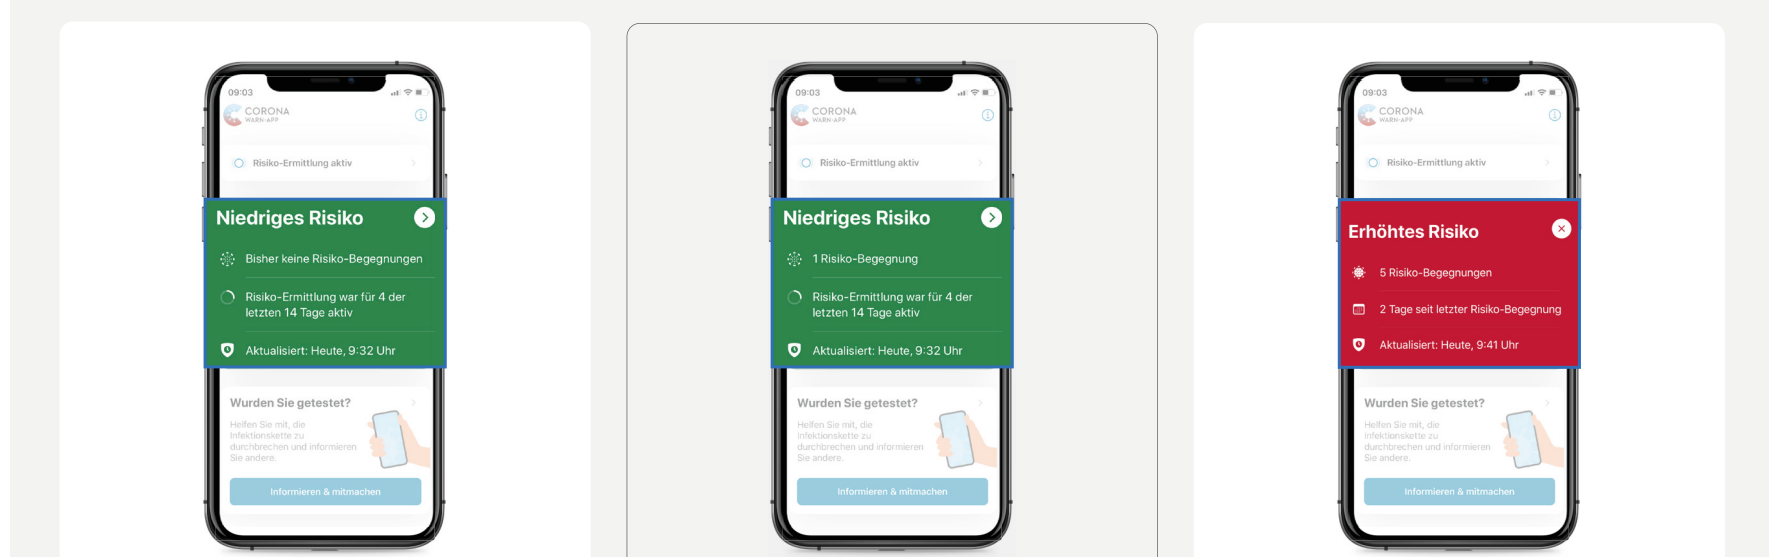 09:03
CORONA
WARN-APP
Risiko-Ermittlung aktiv
Niedriges Risiko
Bisher keine Risiko-Begegnungen
Risiko-Ermittlung war für 4 der
letzten 14 Tage aktiv
Aktualisiert: Heute, 9:32 Uhr
Wurden Sie getestet?
Helfen Sie mit, die
Infektionskette zu
durchbrechen und informieren
Sie andere.
Informieren & mitmachen
09:03
CORONA
WARN-APP
Risiko-Ermittlung aktiv
Niedriges Risiko
1 Risiko-Begegnung
Risiko-Ermittlung war für 4 der
letzten 14 Tage aktiv
Aktualisiert: Heute, 9:32 Uhr
Wurden Sie getestet?
Helfen Sie mit, die
Infektionskette zu
durchbrechen und informieren
Sie andere.
Informieren & mitmachen
09:03
CORONA
WARN-APP
Risiko-Ermittlung aktiv
Erhöhtes Risiko
5 Risiko-Begegnungen
2 Tage seit letzter Risiko-Begegnung
Aktualisiert: Heute, 9:41 Uhr
Wurden Sie getestet?
Helfen Sie mit, die
Infektionskette zu
durchbrechen und informieren
Sie andere.
Informieren & mitmachen